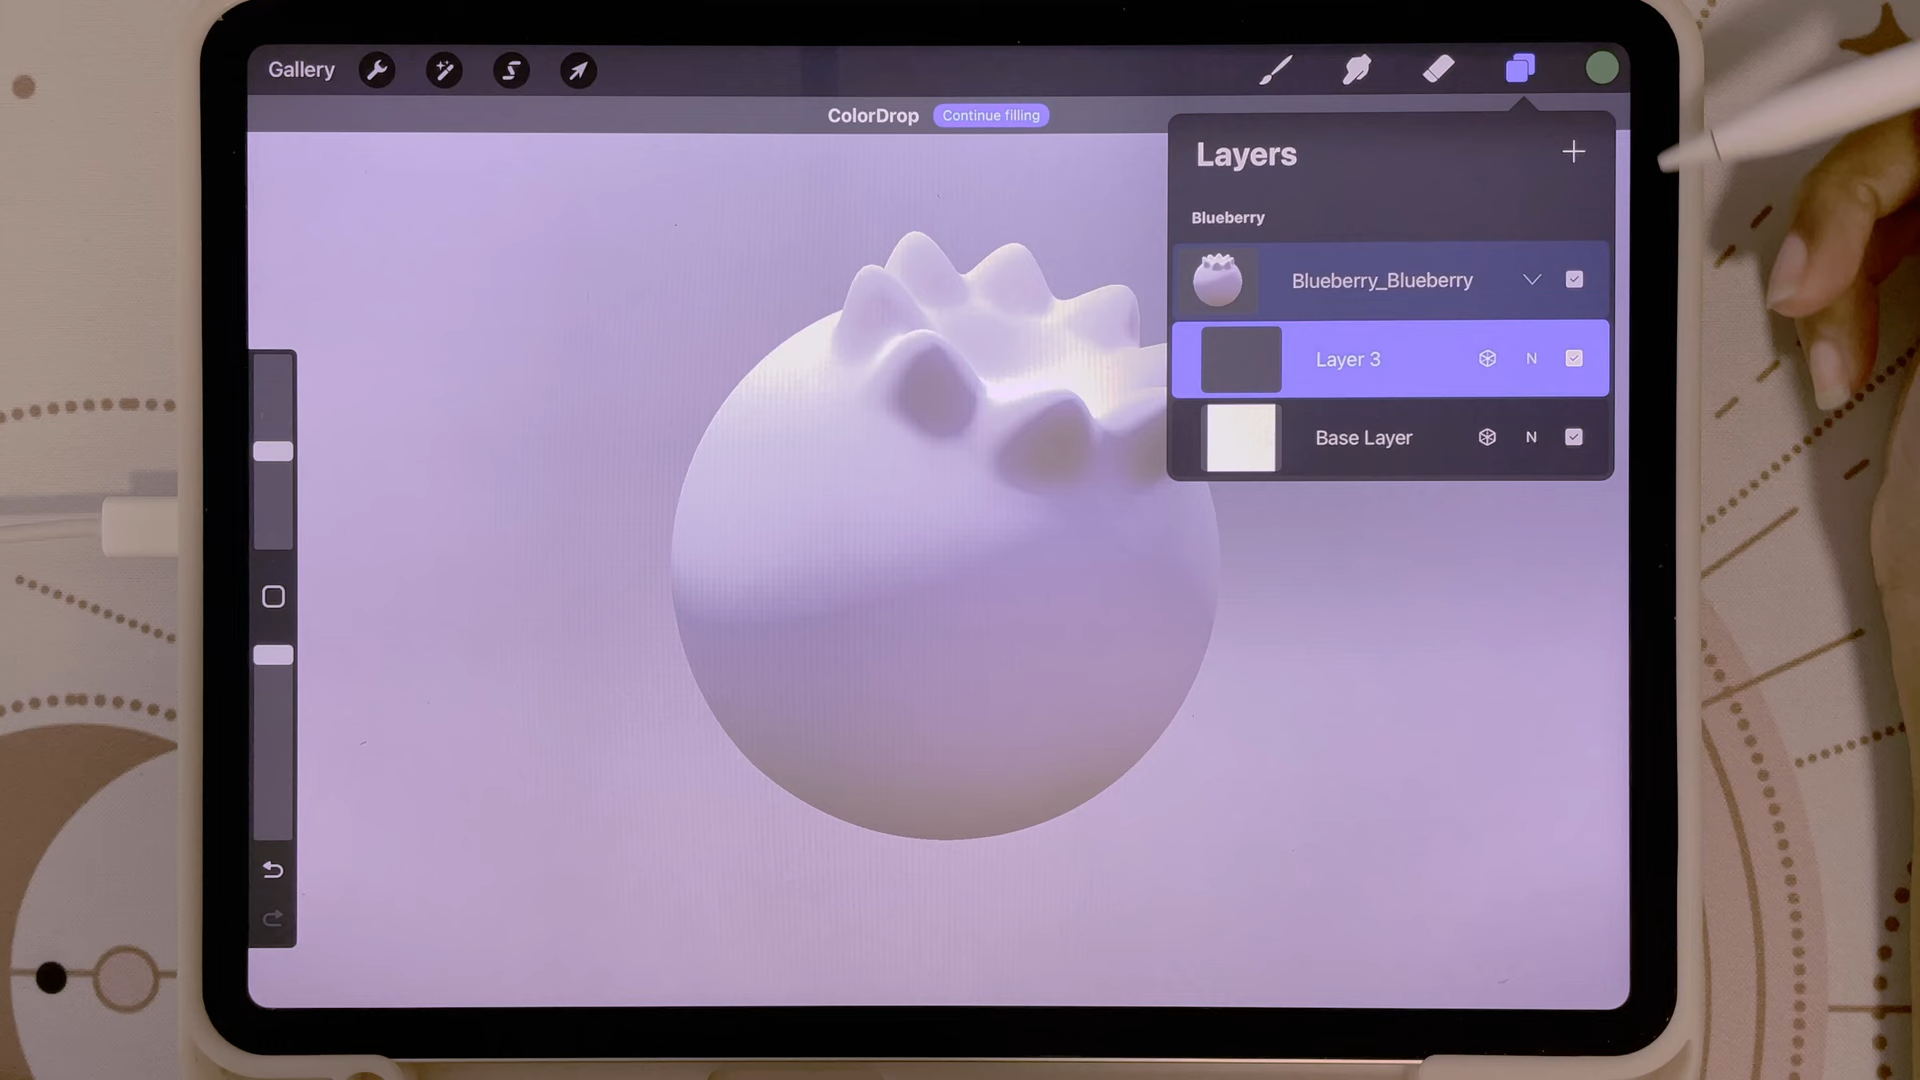 Gallery
ColorDrop Continue filling
Layers
Blueberry
Blueberry_Blueberry
Layer 3 N
Base Layer N